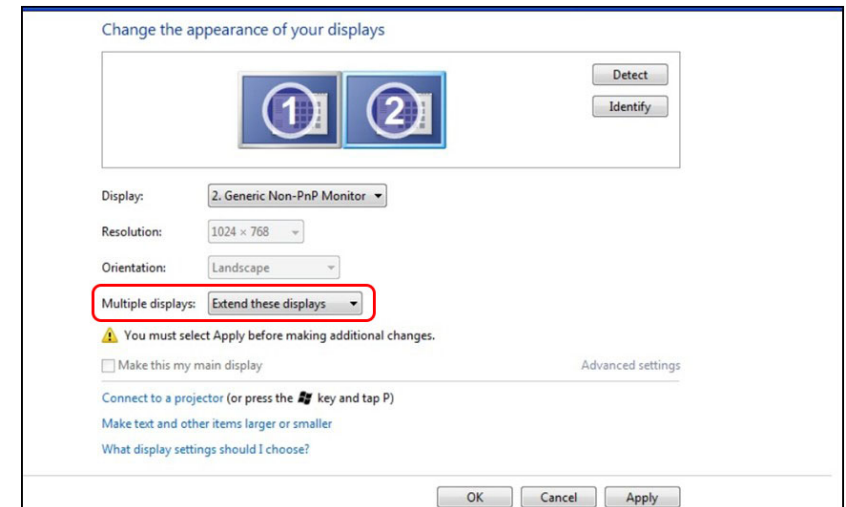 Change the appearance of your displays
Detect
1 2
Identify
Display: 2. Generic Non-PnP Monitor
Resolution: 1024 × 768
Orientation: Landscape
Multiple displays: Extend these displays
You must select Apply before making additional changes.
Make this my main display Advanced settings
Connect to a projector (or press the key and tap P)
Make text and other items larger or smaller
What display settings should I choose?
OK Cancel Apply